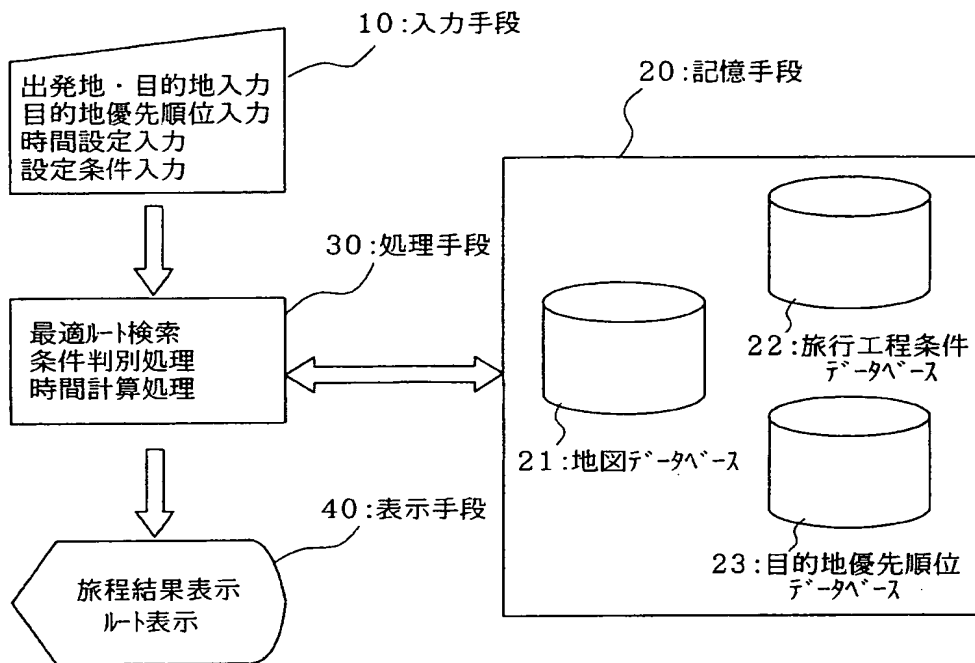 10:入力手段
出発地・目的地入力
目的地優先順位入力
時間設定入力
設定条件入力
20:記憶手段
30:処理手段
最適ﾙｰﾄ検索
条件判別処理
時間計算処理
22:旅行工程条件
ﾃﾞｰﾀﾍﾞｰｽ
21:地図ﾃﾞｰﾀﾍﾞｰｽ
23:目的地優先順位
ﾃﾞｰﾀﾍﾞｰｽ
40:表示手段
旅程結果表示
ﾙｰﾄ表示